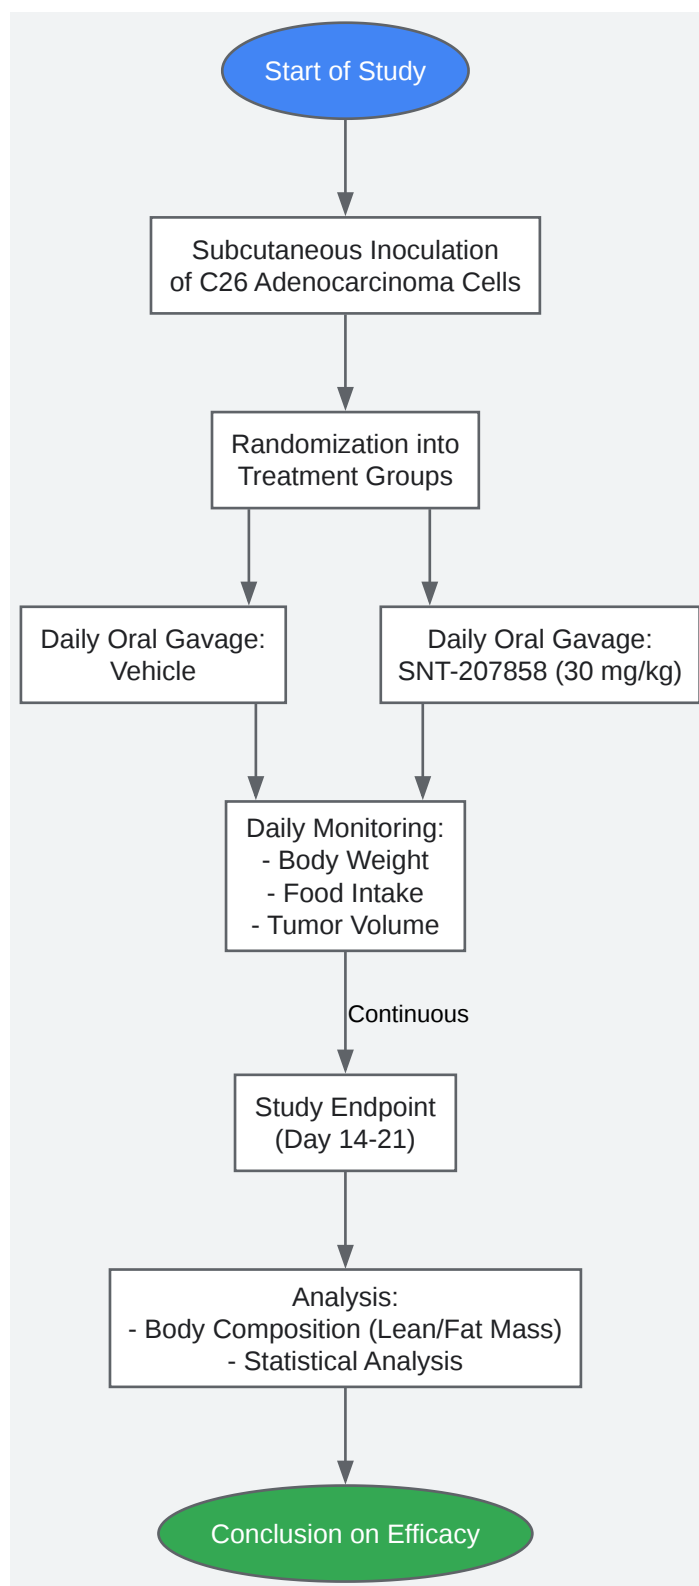 Start of Study
Subcutaneous Inoculation
of C26 Adenocarcinoma Cells
Randomization into
Treatment Groups
Daily Oral Gavage:
Vehicle
Daily Oral Gavage:
SNT-207858 (30 mg/kg)
Daily Monitoring:
- Body Weight
- Food Intake
- Tumor Volume
Continuous
Study Endpoint
(Day 14-21)
Analysis:
- Body Composition (Lean/Fat Mass)
- Statistical Analysis
Conclusion on Efficacy